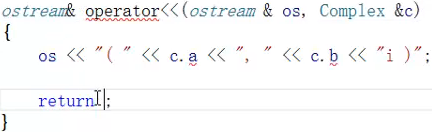 ostream& operator<<(ostream & os, Complex &c)
{
os << "( " << c.a << ", " << c.b << "i )";
return ;
}